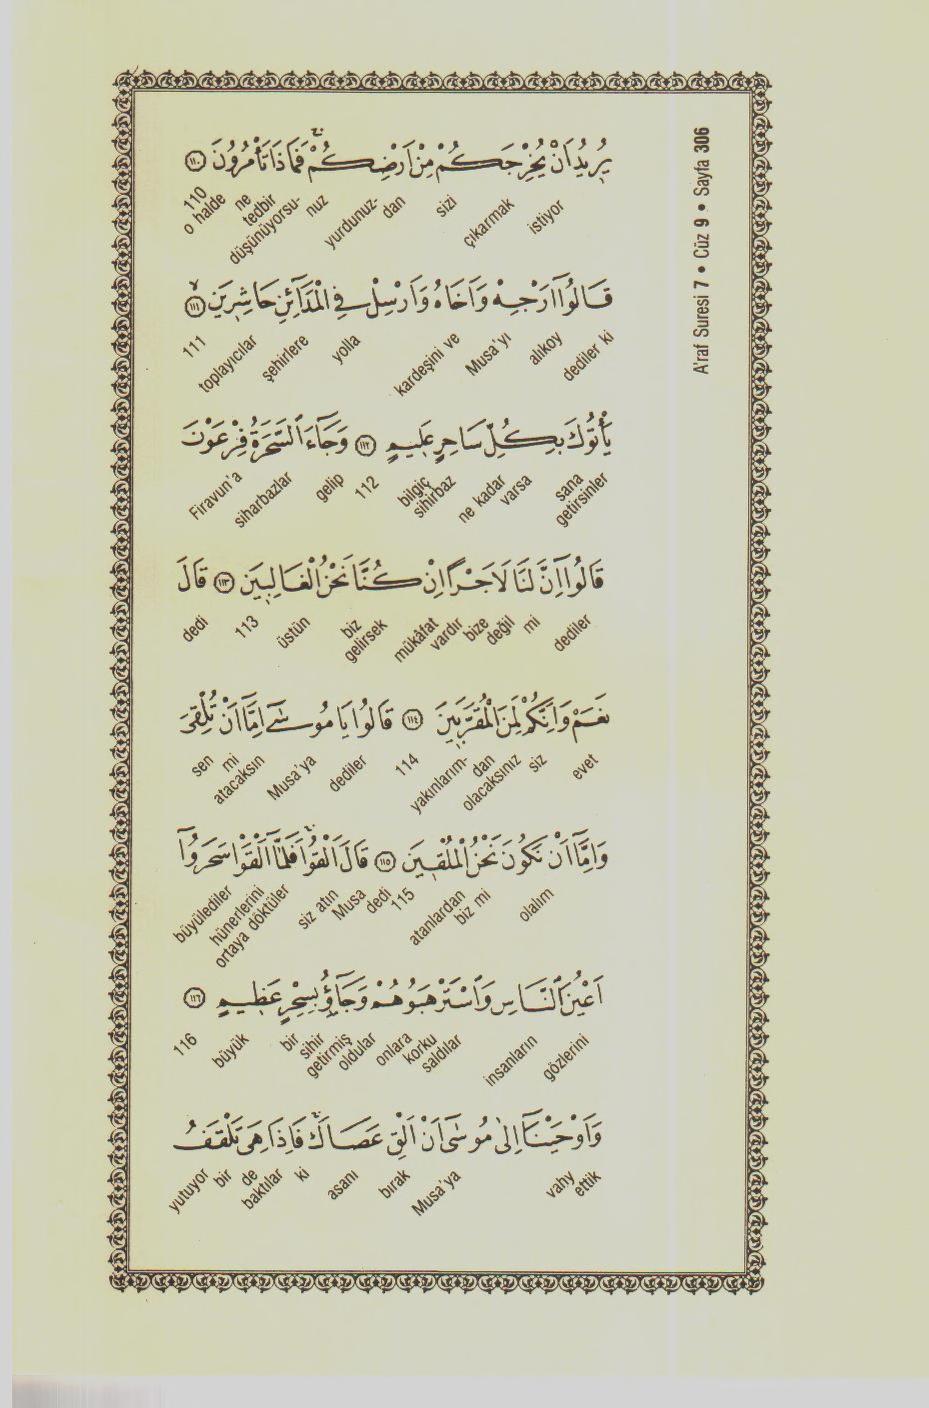 A'raf Suresi 7 • Cüz 9 • Sayfa 306
يُرِيدُ اَنْ يُخْرِجَكُمْ مِنْ اَرْضِكُمْۚ فَمَاذَا تَأْمُرُونَ ﴿١١٠﴾
istiyor çıkarmak sizi yurdunuz-dan düşünüyorsu-nuz ne tedbir o halde 110
قَالُٓوا اَرْجِهْ وَاَخَاهُ وَاَرْسِلْ فِي الْمَدَٓائِنِ حَاشِرِينَۙ ﴿١١١﴾
dediler ki alıkoy Musa'yı kardeşini ve yolla şehirlere toplayıcılar 111
يَأْتُوكَ بِكُلِّ سَاحِرٍ عَلِيمٍ ﴿١١٢﴾ وَجَٓاءَ السَّحَرَةُ فِرْعَوْنَ
sana getirsinler ne kadar varsa bilgiç sihirbaz 112 gelip siharbazlar Firavun'a
قَالُٓوا اِنَّ لَنَا لَاَجْرًا اِنْ كُنَّا نَحْنُ الْغَالِبِينَ ﴿١١٣﴾ قَالَ
dediler mi bize değil mükâfat vardır biz gelirsek üstün 113 dedi
نَعَمْ وَاِنَّكُمْ لَمِنَ الْمُقَرَّبِينَ ﴿١١٤﴾ قَالُوا يَا مُوسٰٓى اِمَّٓا اَنْ تُلْقِيَ
evet siz olacaksınız yakınlarım-dan 114 dediler Musa'ya mi atacaksın sen
وَاِمَّٓا اَنْ نَكُونَ نَحْنُ الْمُلْقِينَ ﴿١١٥﴾ قَالَ اَلْقُواۚ فَلَمَّٓا اَلْقَوْا سَحَرُٓوا
olalım biz mi atanlardan 115 dedi Musa siz atın hünerlerini ortaya döktüler büyülediler
اَعْيُنَ النَّاسِ وَاسْتَرْهَبُوهُمْ وَجَٓاؤُ بِسِحْرٍ عَظِيمٍ ﴿١١٦﴾
gözlerini insanların onlara korku saldılar getirmiş oldular bir sihir büyük 116
وَاَوْحَيْنَٓا اِلٰى مُوسٰٓى اَنْ اَلْقِ عَصَاكَۚ فَاِذَا هِيَ تَلْقَفُ
vahy ettik Musa'ya bırak asanı ki de baktılar bir yutuyor